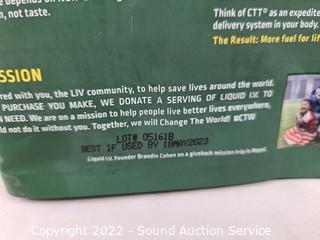 n, not taste.
Think of CTT® as an expedite
delivery system in your body.
The Result: More fuel for lif
SSION
ered with you, the LIV community, to help save lives around the world.
PURCHASE YOU MAKE, WE DONATE A SERVING OF LIQUID I.V. TO
N NEED. We are on a mission to help people live better lives everywhere,
uld not do it without you. Together, we will Change The World! #CTW
LOT# 05161B
BEST IF USED BY 18MAY2023
Liquid I.V. Founder Brandin Cohen on a giveback mission trip in Nepal.
Copyright 2022 - Sound Auction Service